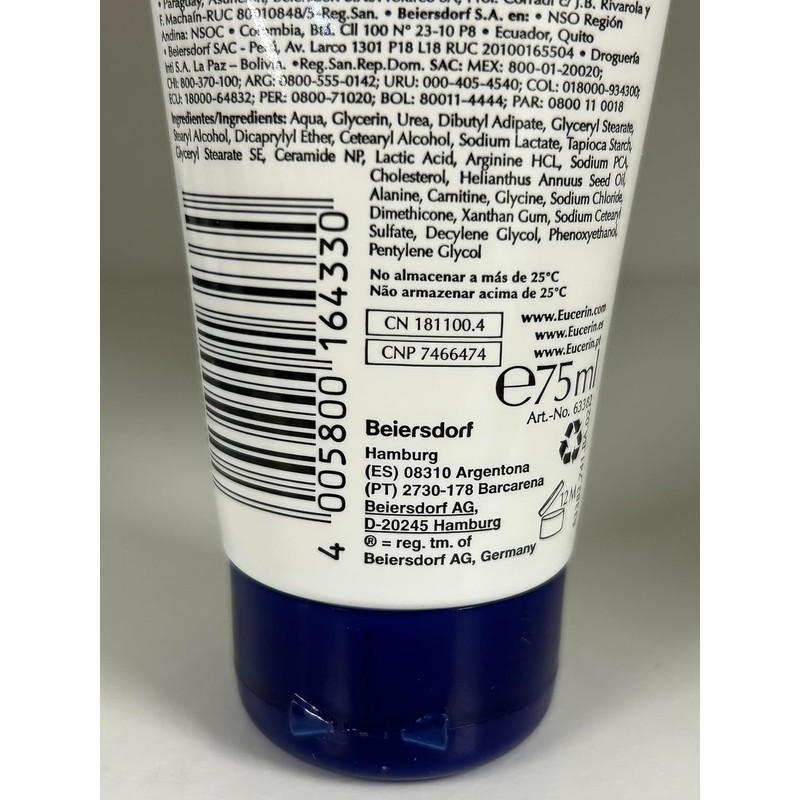 Paraguay, Asunción,
F. Machaín-RUC 80010848/5-Reg.San. • Beiersdorf S.A. en: • NSO Región
Andina: NSOC • Colombia, Btá. Cll 100 N° 23-10 P8 • Ecuador, Quito
• Beiersdorf SAC - Perú, Av. Larco 1301 P18 L18 RUC 20100165504 • Droguería
Inti S.A. La Paz – Bolivia. •Reg.San.Rep.Dom. SAC: MEX: 800-01-20020;
CHI: 800-370-100; ARG: 0800-555-0142; URU: 000-405-4540; COL: 018000-934300;
ECU: 18000-64832; PER: 0800-71020; BOL: 80011-4444; PAR: 0800 11 0018
Ingredientes/Ingredients: Aqua, Glycerin, Urea, Dibutyl Adipate, Glyceryl Stearate,
Stearyl Alcohol, Dicaprylyl Ether, Cetearyl Alcohol, Sodium Lactate, Tapioca Starch,
Glyceryl Stearate SE, Ceramide NP, Lactic Acid, Arginine HCL, Sodium PCA,
Cholesterol, Helianthus Annuus Seed Oil,
Alanine, Carnitine, Glycine, Sodium Chloride,
Dimethicone, Xanthan Gum, Sodium Cetearyl
Sulfate, Decylene Glycol, Phenoxyethanol,
Pentylene Glycol
No almacenar a más de 25°C
Não armazenar acima de 25°C
CN 181100.4
CNP 7466474
www.Eucerin.com
www.Eucerin.es
www.Eucerin.pt
e75ml
Art.-No. 63382
12M
4 005800 164330
Beiersdorf
Hamburg
(ES) 08310 Argentona
(PT) 2730-178 Barcarena
Beiersdorf AG,
D-20245 Hamburg
® = reg. tm. of
Beiersdorf AG, Germany